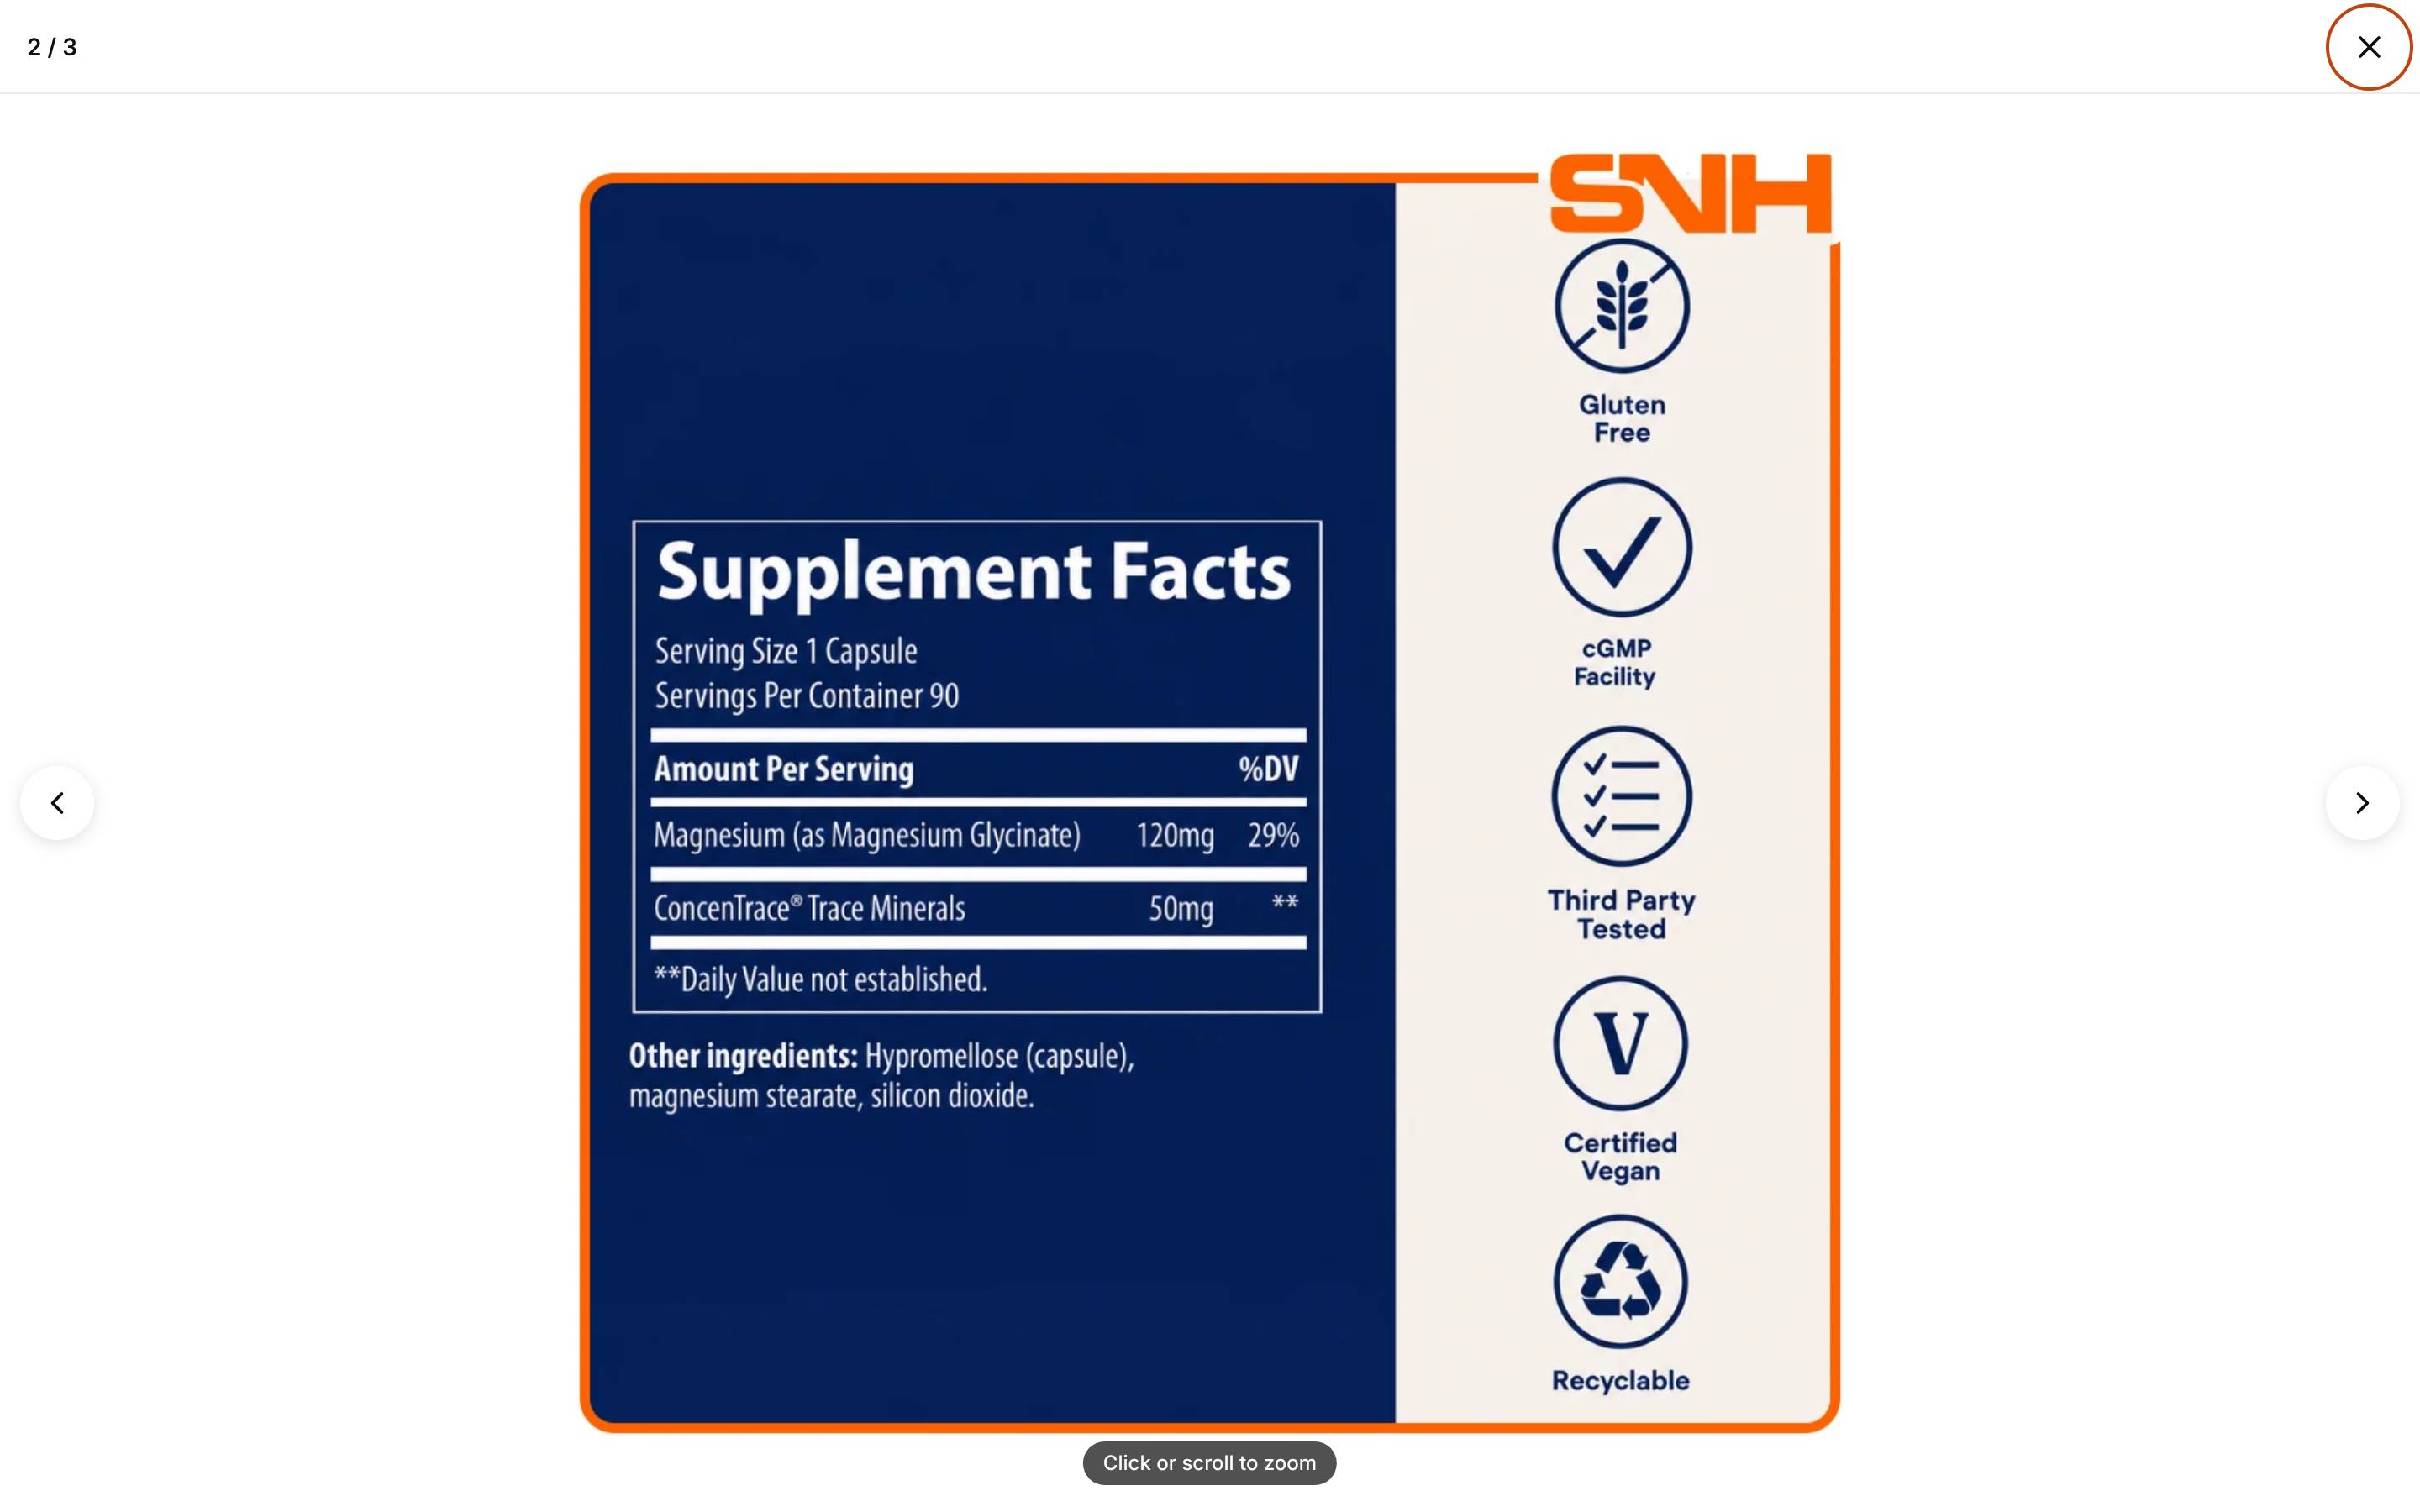 2 / 3
SNH
Supplement Facts
Serving Size 1 Capsule
Servings Per Container 90
Amount Per Serving %DV
Magnesium (as Magnesium Glycinate) 120mg 29%
ConcenTrace® Trace Minerals 50mg **
**Daily Value not established.
Other ingredients: Hypromellose (capsule),
magnesium stearate, silicon dioxide.
Gluten
Free
cGMP
Facility
Third Party
Tested
V
Certified
Vegan
Recyclable
Click or scroll to zoom